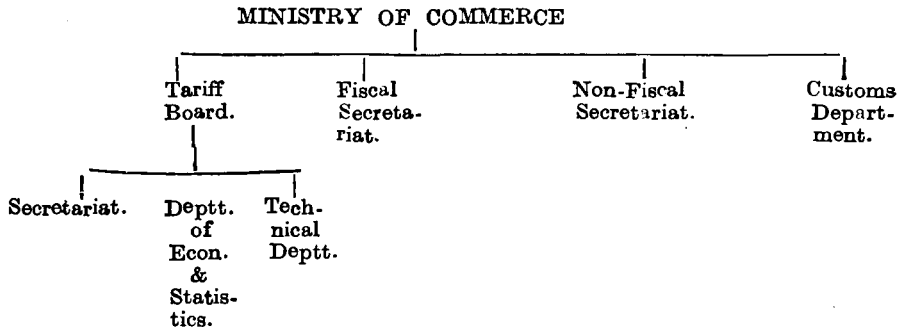 MINISTRY OF COMMERCE
Tariff
Board.
Fiscal
Secreta-
riat.
Non-Fiscal
Secretariat.
Customs
Depart-
ment.
Secretariat.
Deptt.
of
Econ.
&
Statis-
tics.
Tech-
nical
Deptt.